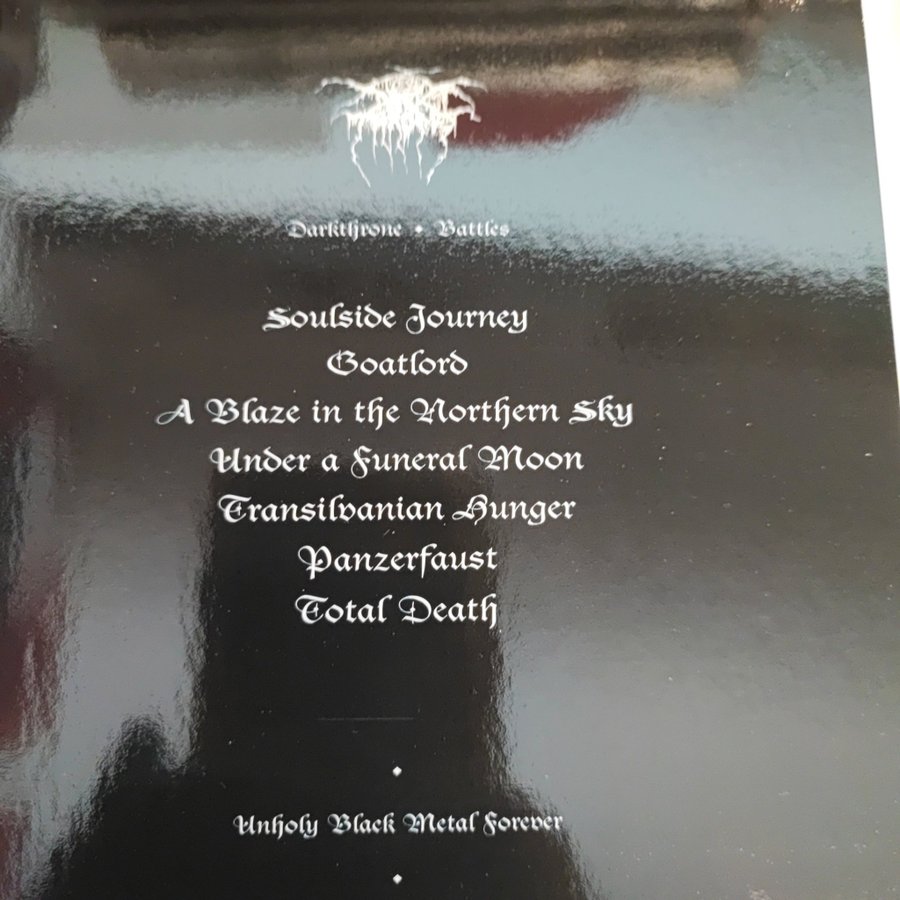 Darkthrone • Battles
Soulside Journey
Goatlord
A Blaze in the Northern Sky
Under a Funeral Moon
Transilvanian Hunger
Panzerfaust
Total Death
Unholy Black Metal Forever